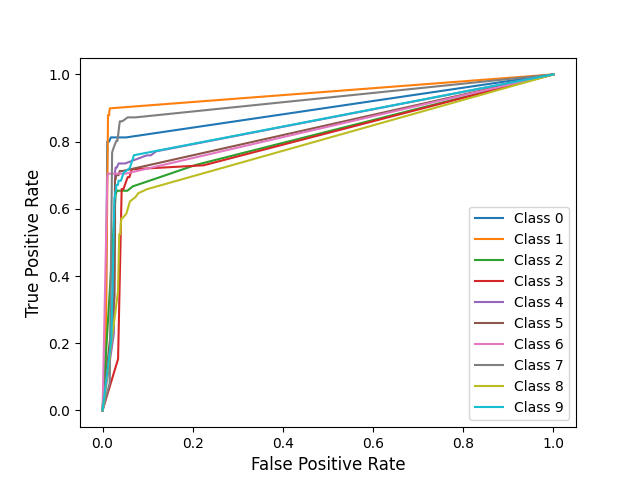 1.0
0.8
0.6
0.4
0.2
0.0
True Positive Rate
Class 0
Class 1
Class 2
Class 3
Class 4
Class 5
Class 6
Class 7
Class 8
Class 9
0.0 0.2 0.4 0.6 0.8 1.0
False Positive Rate